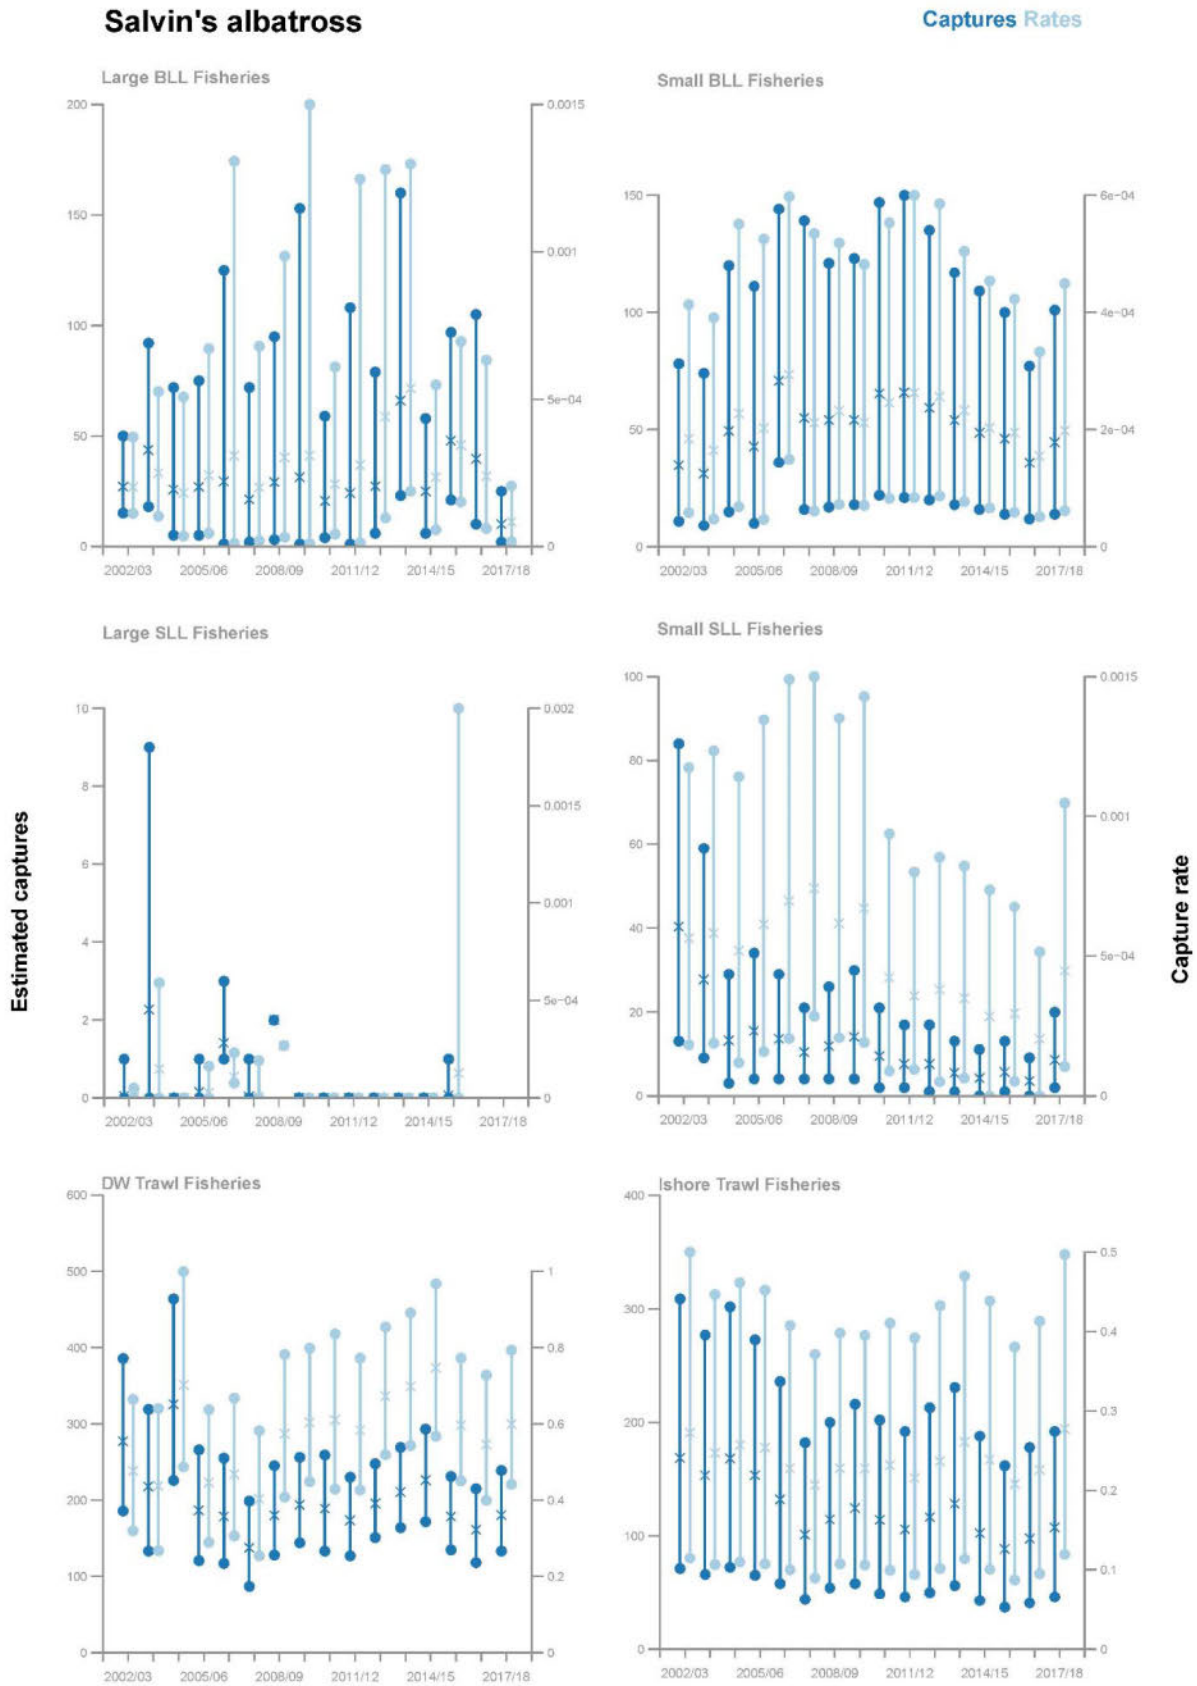 Salvin's albatross
Captures Rates
Large BLL Fisheries
200
150
100
50
0
0.0015
0.001
5e-04
0
2002/03 2005/06 2008/09 2011/12 2014/15 2017/18
Small BLL Fisheries
150
100
50
0
6e-04
4e-04
2e-04
0
2002/03 2005/06 2008/09 2011/12 2014/15 2017/18
Large SLL Fisheries
10
8
6
4
2
0
0.002
0.0015
0.001
5e-04
0
2002/03 2005/06 2008/09 2011/12 2014/15 2017/18
Small SLL Fisheries
100
80
60
40
20
0
0.0015
0.001
5e-04
0
2002/03 2005/06 2008/09 2011/12 2014/15 2017/18
Estimated captures
Capture rate
DW Trawl Fisheries
600
500
400
300
200
100
0
1
0.8
0.6
0.4
0.2
0
2002/03 2005/06 2008/09 2011/12 2014/15 2017/18
Ishore Trawl Fisheries
400
300
200
100
0
0.5
0.4
0.3
0.2
0.1
0
2002/03 2005/06 2008/09 2011/12 2014/15 2017/18